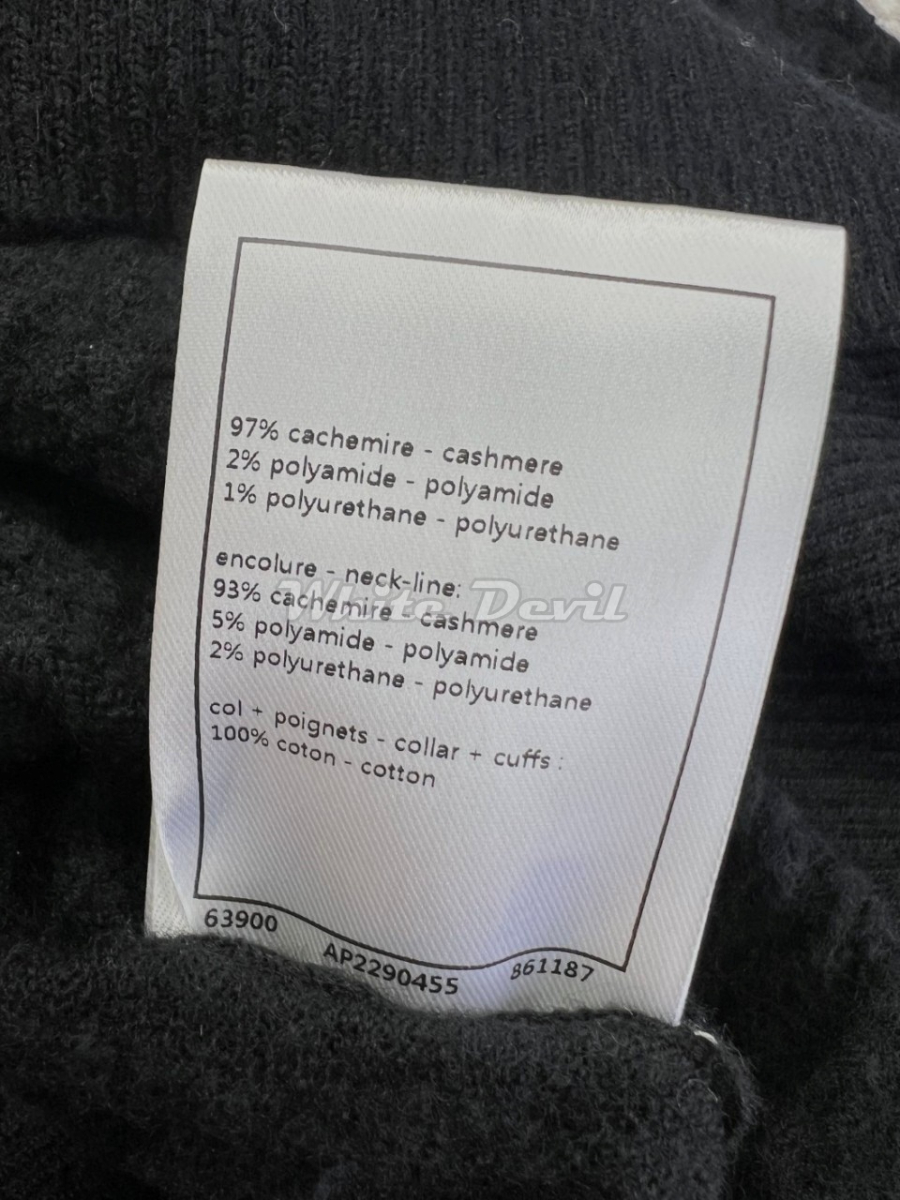 97% cachemire - cashmere
2% polyamide - polyamide
1% polyurethane - polyurethane
encolure - neck-line:
White Devil
93% cachemire - cashmere
5% polyamide - polyamide
2% polyurethane - polyurethane
col + poignets - collar + cuffs :
100% coton - cotton
63900
AP2290455
861187